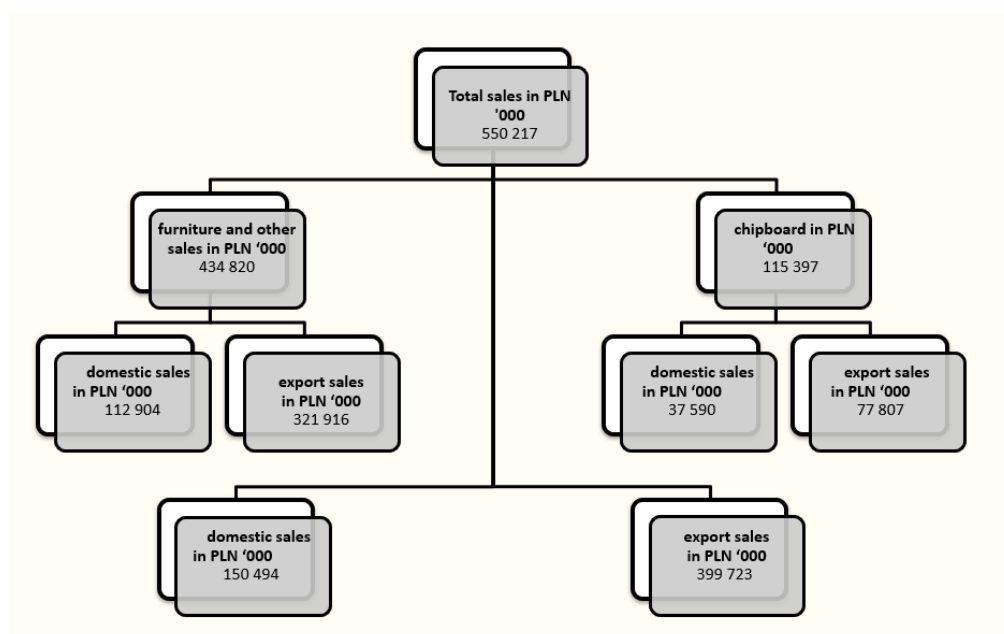 Total sales in PLN
'000
550 217
furniture and other
sales in PLN ‘000
434 820
chipboard in PLN
‘000
115 397
domestic sales
in PLN ‘000
112 904
export sales
in PLN ‘000
321 916
domestic sales
in PLN ‘000
37 590
export sales
in PLN ‘000
77 807
domestic sales
in PLN ‘000
150 494
export sales
in PLN ‘000
399 723